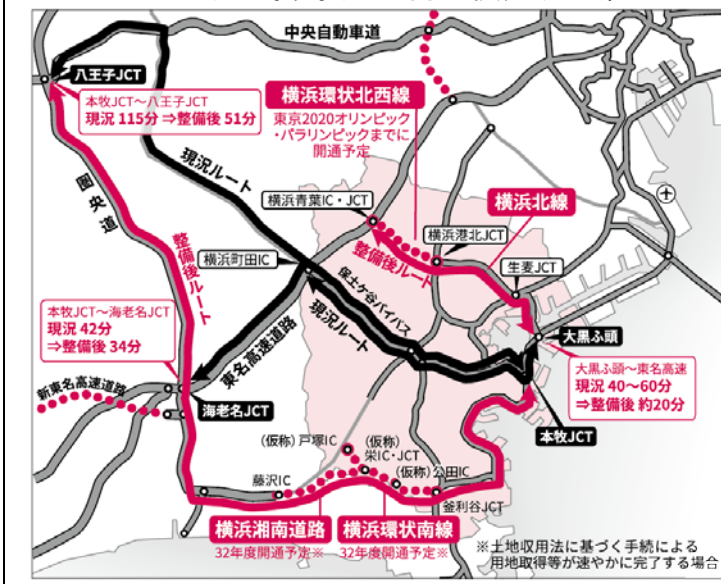 中央自動車道
八王子JCT
本牧JCT～八王子JCT
現況 115分 ⇒整備後 51分
横浜環状北西線
東京2020オリンピック
・パラリンピックまでに
開通予定
現況ルート
圏央道
横浜青葉IC・JCT
横浜北線
横浜港北JCT
整備後ルート
横浜町田IC
整備後ルート
生麦JCT
保土ケ谷バイパス
本牧JCT～海老名JCT
現況 42分
⇒整備後 34分
現況ルート
東名高速道路
大黒ふ頭
大黒ふ頭～東名高速
現況 40～60分
⇒整備後 約20分
新東名高速道路
海老名JCT
本牧JCT
(仮称)戸塚IC
(仮称)
栄IC・JCT
(仮称)公田IC
藤沢IC
釜利谷JCT
横浜湘南道路
32年度開通予定※
横浜環状南線
32年度開通予定※
※土地収用法に基づく手続による
用地取得等が速やかに完了する場合